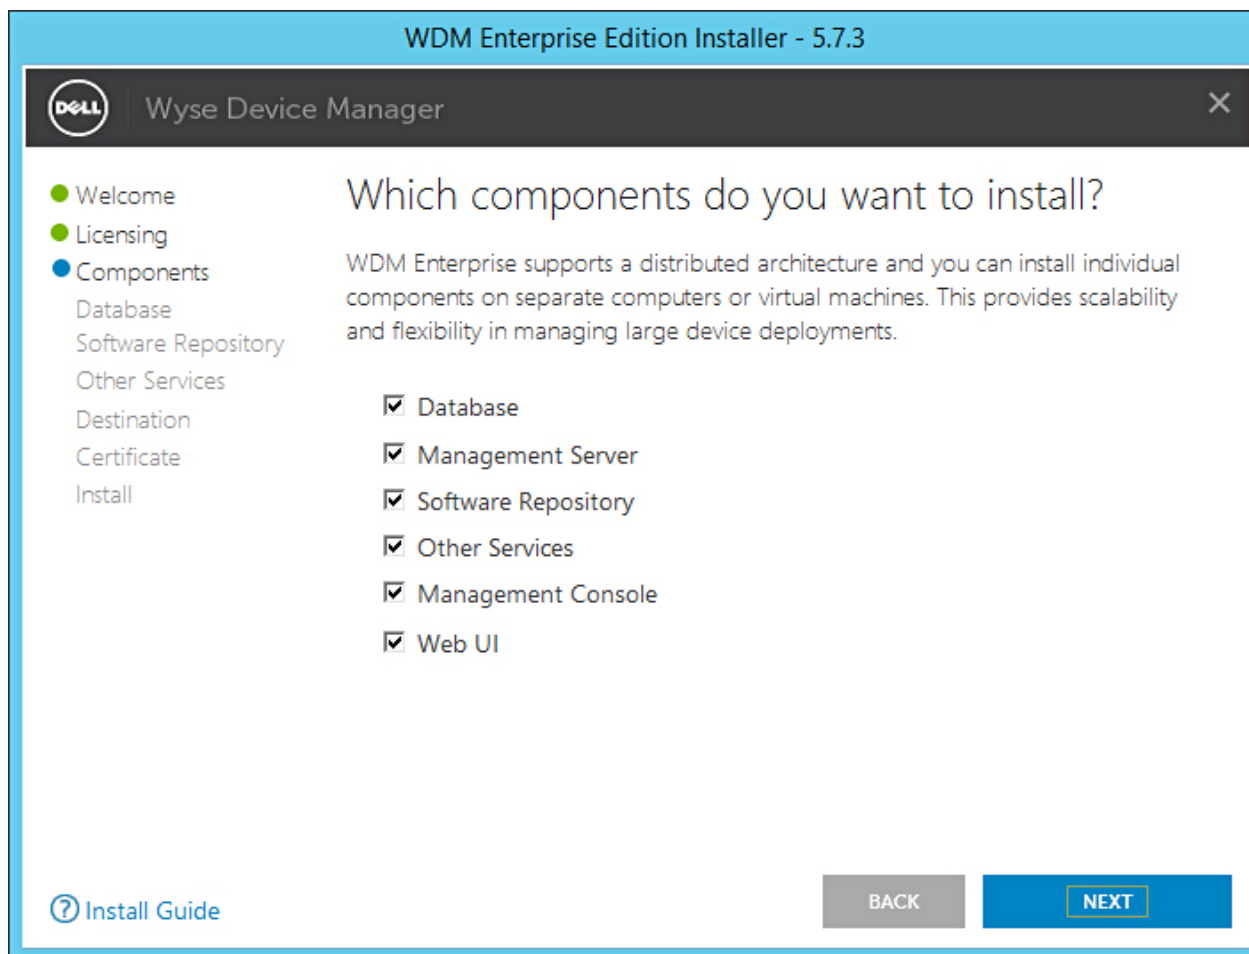 WDM Enterprise Edition Installer - 5.7.3
DELL
Wyse Device Manager
Welcome
Licensing
Components
Database
Software Repository
Other Services
Destination
Certificate
Install
Which components do you want to install?
WDM Enterprise supports a distributed architecture and you can install individual
components on separate computers or virtual machines. This provides scalability
and flexibility in managing large device deployments.
Database
Management Server
Software Repository
Other Services
Management Console
Web UI
? Install Guide
BACK
NEXT